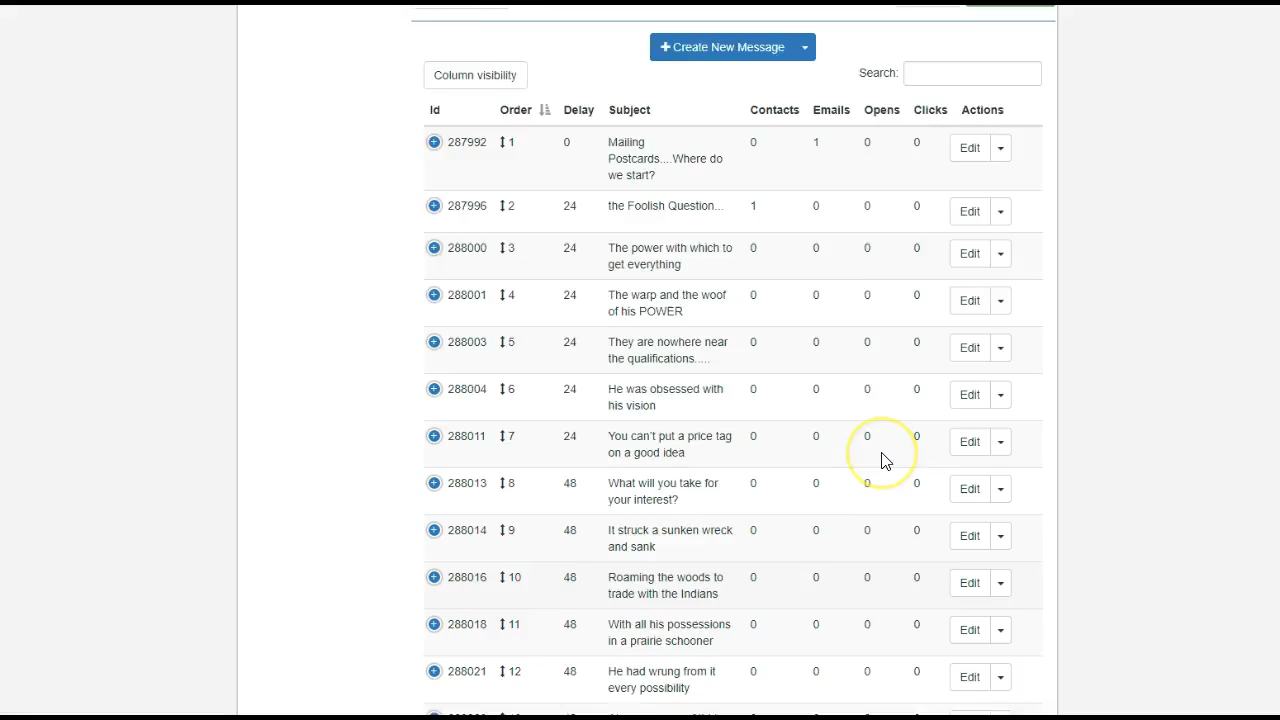 Create New Message
Column visibility
Search:
Id Order Delay Subject Contacts Emails Opens Clicks Actions
287992 1 0 Mailing 0 1 0 0 Edit
Postcards....Where do
we start?
287996 2 24 the Foolish Question... 1 0 0 0 Edit
288000 3 24 The power with which to 0 0 0 0 Edit
get everything
288001 4 24 The warp and the woof 0 0 0 0 Edit
of his POWER
288003 5 24 They are nowhere near 0 0 0 0 Edit
the qualifications.....
288004 6 24 He was obsessed with 0 0 0 0 Edit
his vision
288011 7 24 You can't put a price tag 0 0 0 0 Edit
on a good idea
288013 8 48 What will you take for 0 0 0 0 Edit
your interest?
288014 9 48 It struck a sunken wreck 0 0 0 0 Edit
and sank
288016 10 48 Roaming the woods to 0 0 0 0 Edit
trade with the Indians
288018 11 48 With all his possessions 0 0 0 0 Edit
in a prairie schooner
288021 12 48 He had wrung from it 0 0 0 0 Edit
every possibility